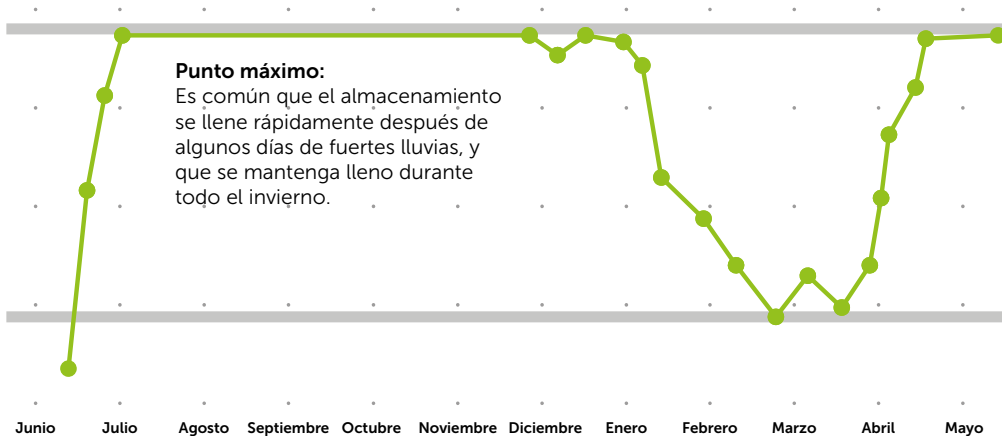 Punto máximo:
Es común que el almacenamiento
se llene rápidamente después de
algunos días de fuertes lluvias, y
que se mantenga lleno durante
todo el invierno.
Junio Julio Agosto Septiembre Octubre Noviembre Diciembre Enero Febrero Marzo Abril Mayo